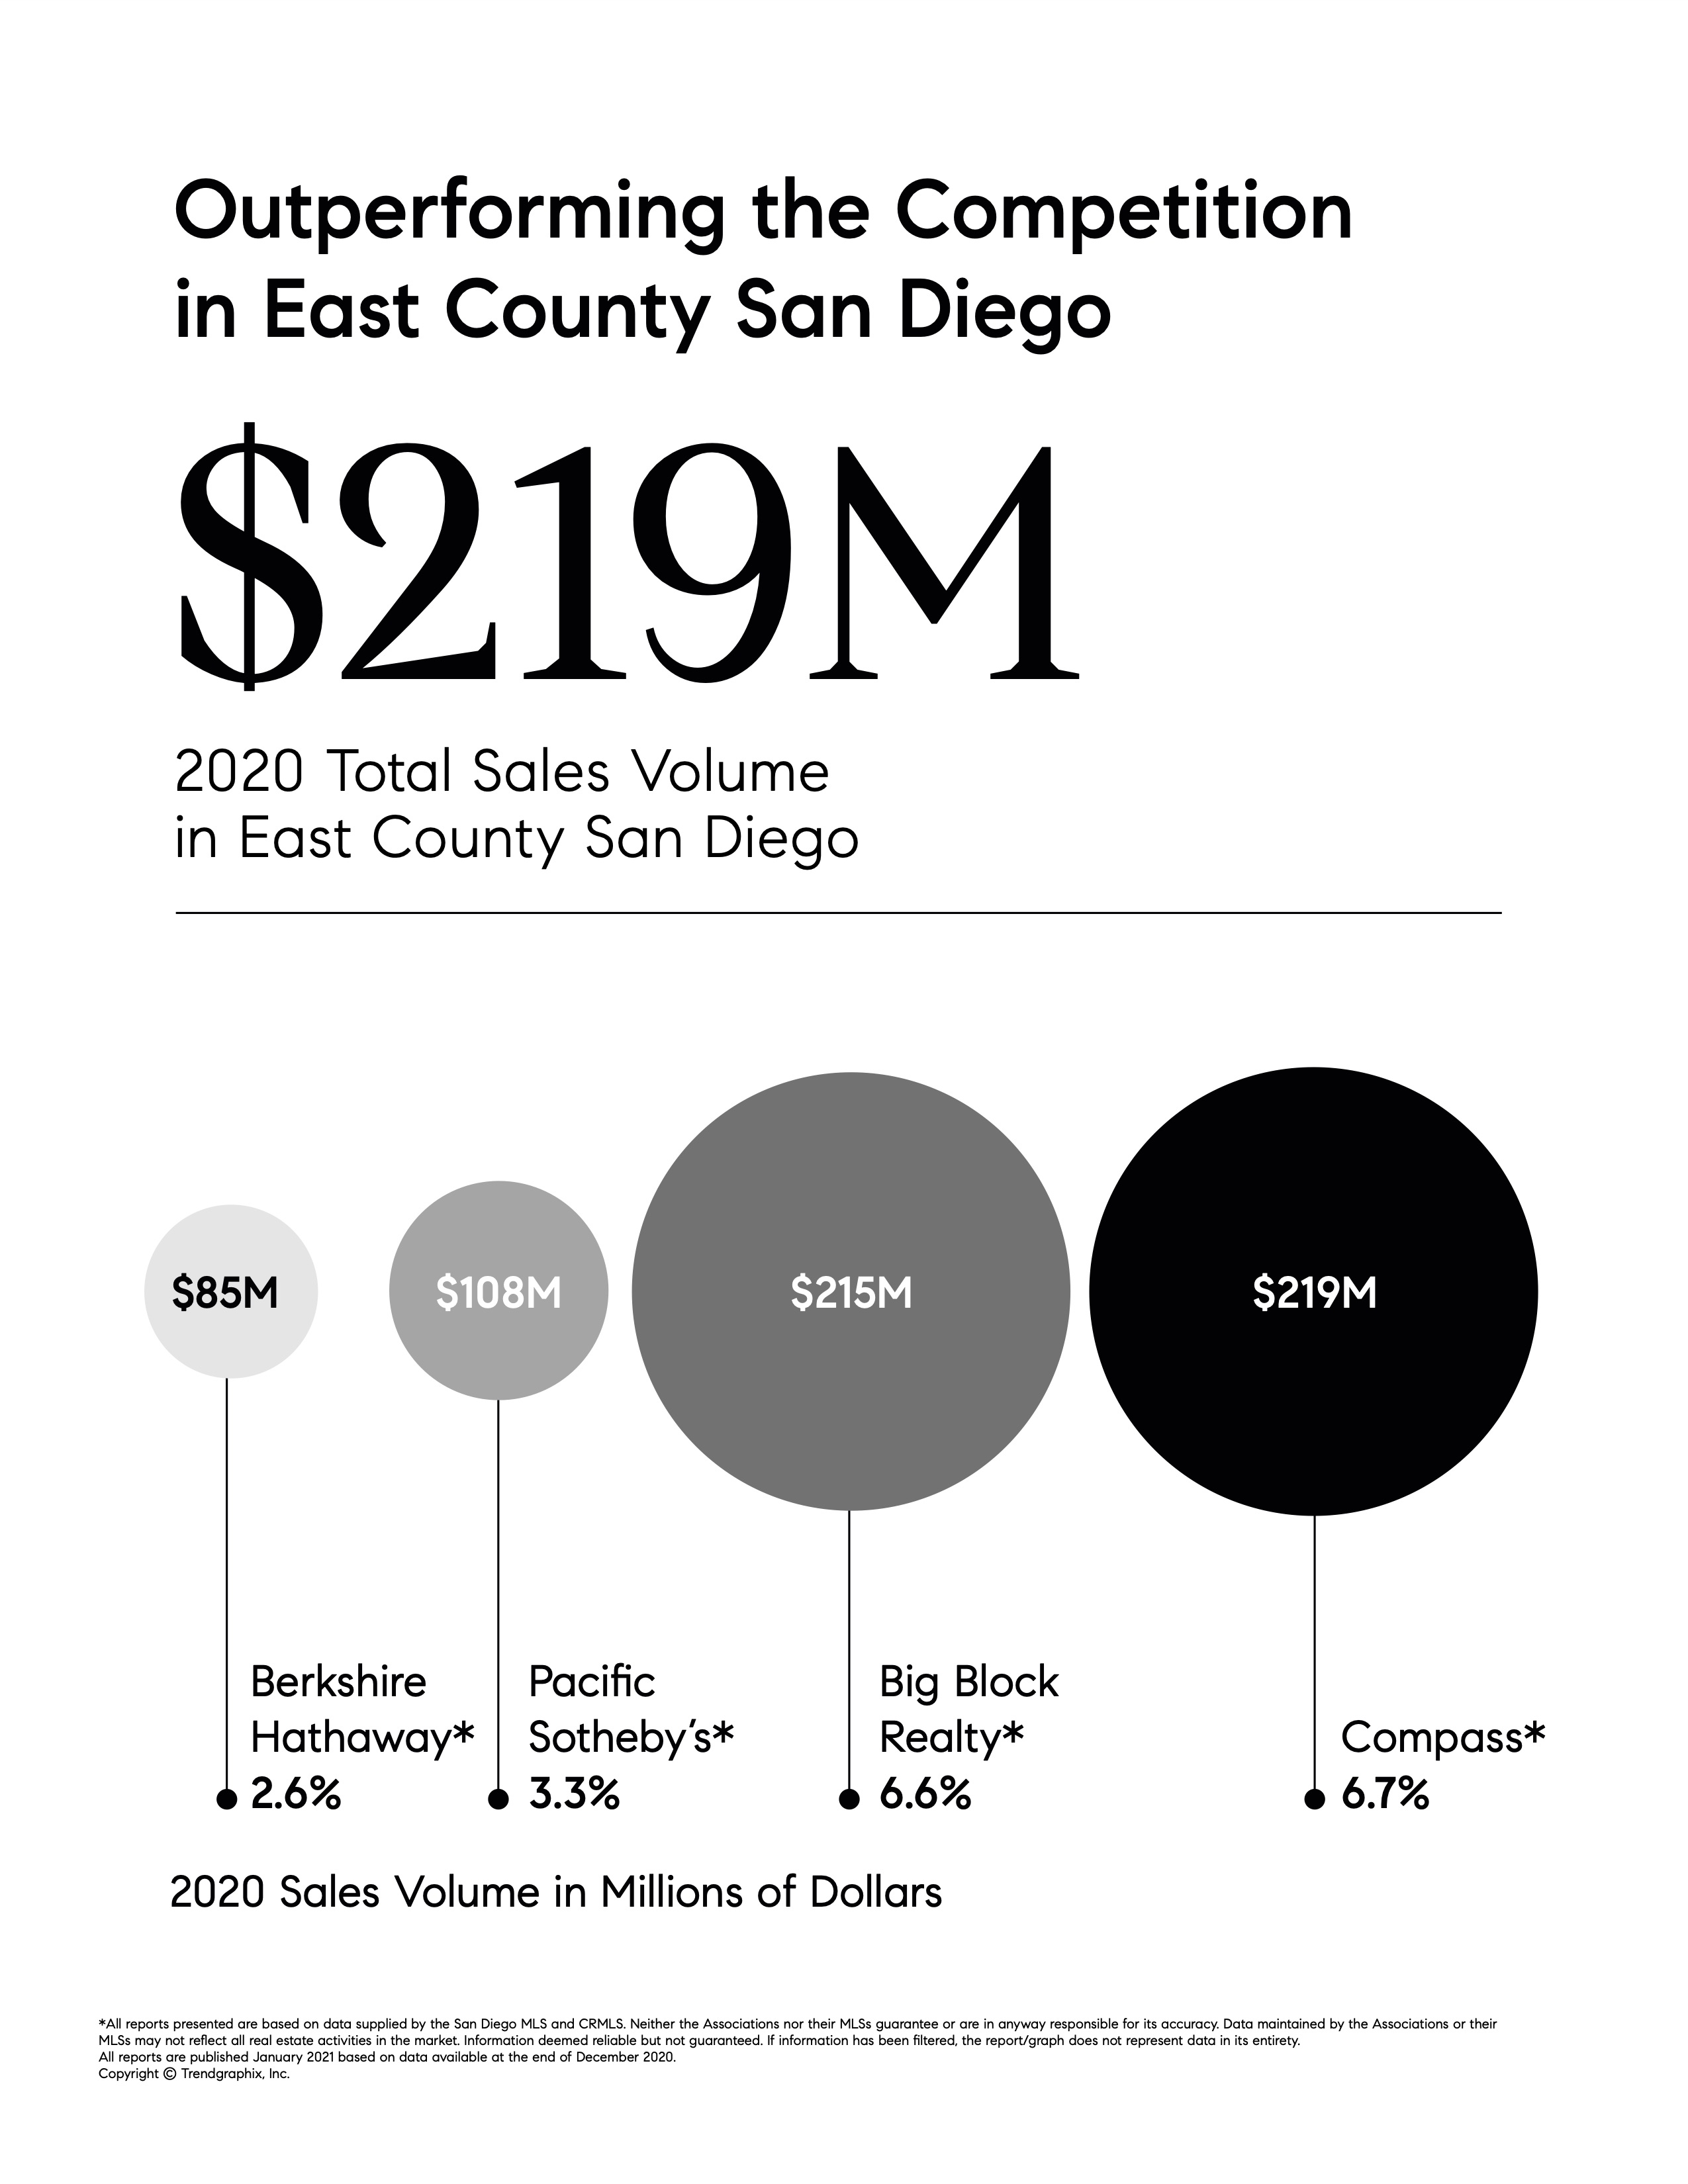 Outperforming the Competition
in East County San Diego
$219M
2020 Total Sales Volume
in East County San Diego
$85M
$108M
$215M
$219M
Berkshire
Hathaway*
2.6%
Pacific
Sotheby’s*
3.3%
Big Block
Realty*
6.6%
Compass*
6.7%
2020 Sales Volume in Millions of Dollars
*All reports presented are based on data supplied by the San Diego MLS and CRMLS. Neither the Associations nor their MLSs guarantee or are in anyway responsible for its accuracy. Data maintained by the Associations or their
MLSs may not reflect all real estate activities in the market. Information deemed reliable but not guaranteed. If information has been filtered, the report/graph does not represent data in its entirety.
All reports are published January 2021 based on data available at the end of December 2020.
Copyright © Trendgraphix, Inc.